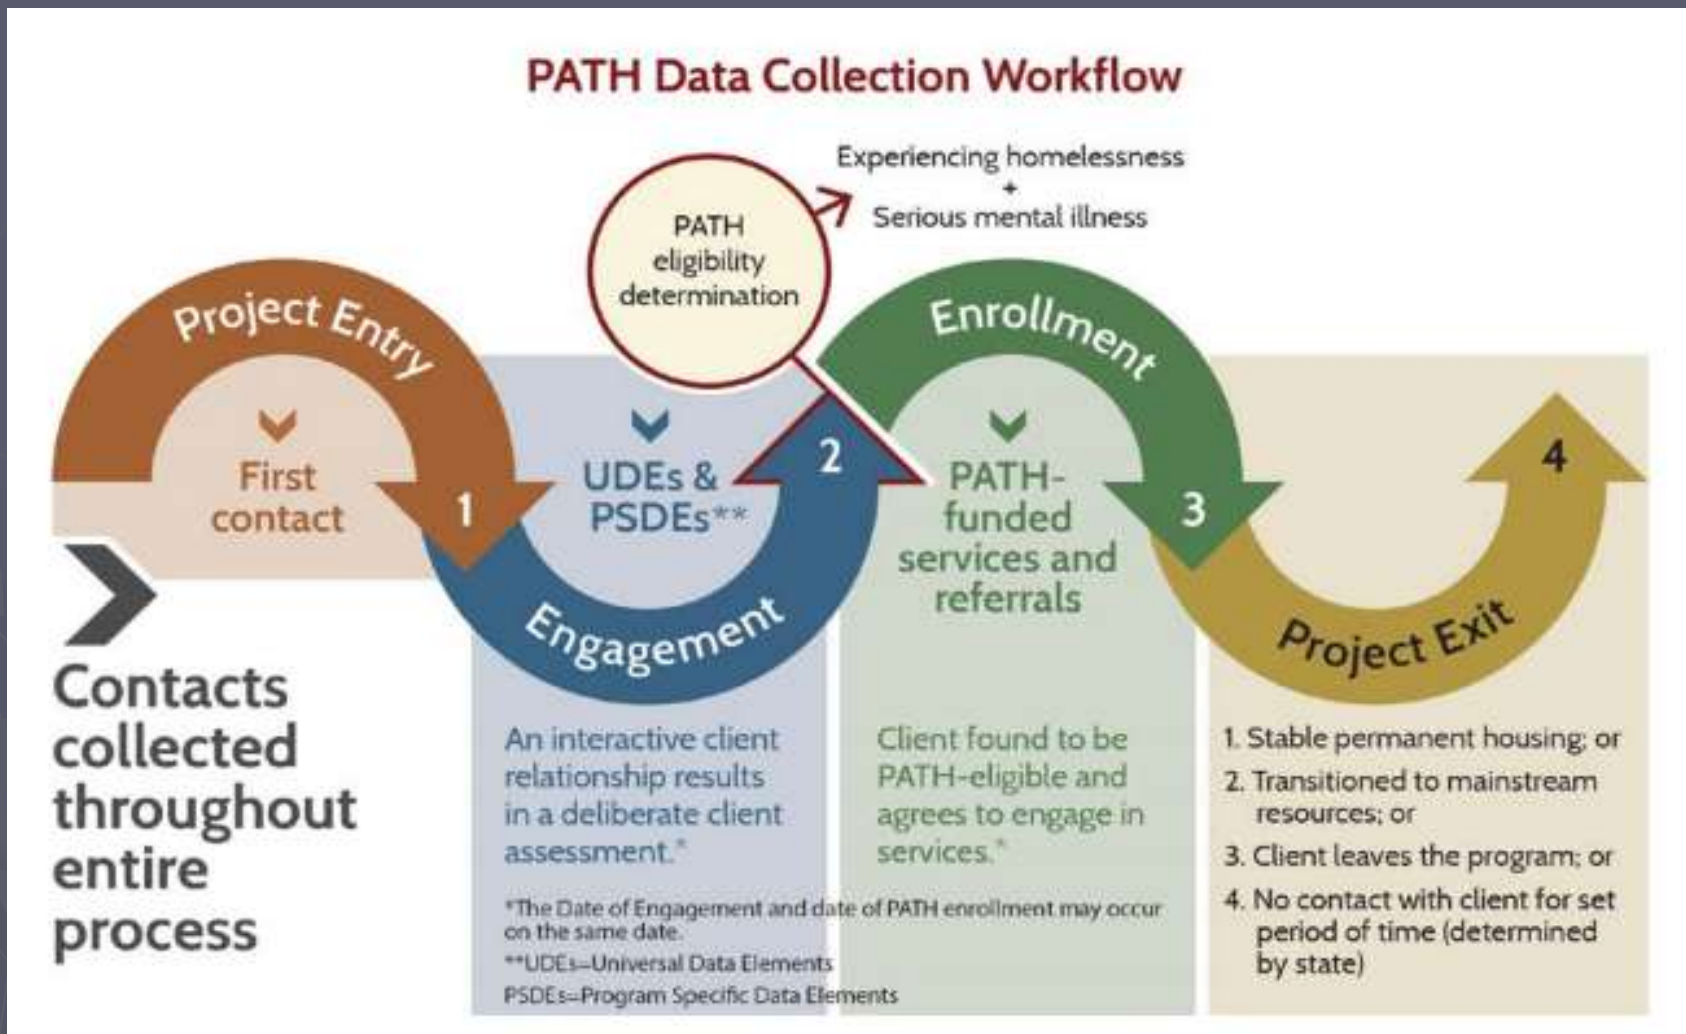 PATH Data Collection Workflow
Experiencing homelessness
+
Serious mental illness
PATH
eligibility
determination
Project Entry
First
contact
1
UDEs &
PSDEs**
2
Engagement
Enrollment
PATH-
funded
services and
referrals
3
4
Project Exit
Contacts
collected
throughout
entire
process
An interactive client
relationship results
in a deliberate client
assessment.*
Client found to be
PATH-eligible and
agrees to engage in
services.*
*The Date of Engagement and date of PATH enrollment may occur
on the same date.
**UDEs=Universal Data Elements
PSDEs=Program Specific Data Elements
1. Stable permanent housing; or
2. Transitioned to mainstream
resources; or
3. Client leaves the program; or
4. No contact with client for set
period of time (determined
by state)